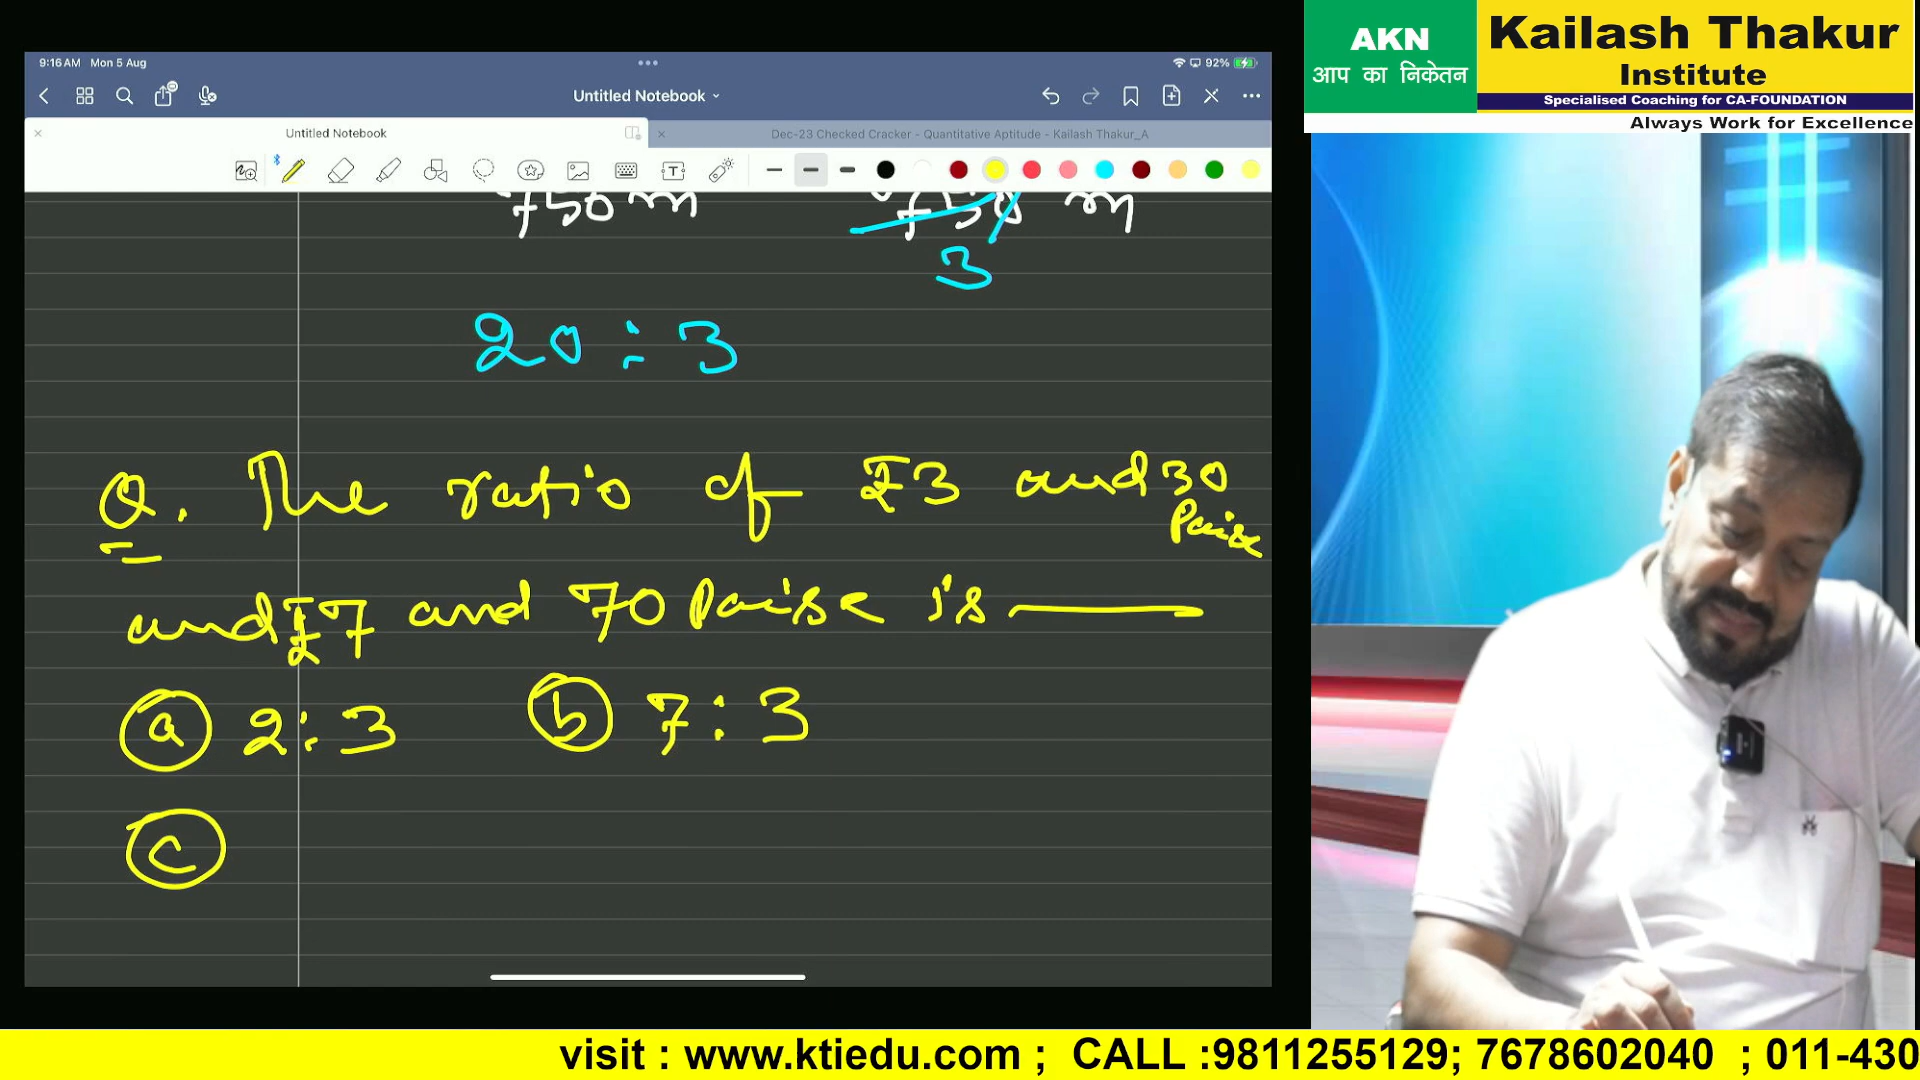 9:16 AM Mon 5 Aug
92%
Untitled Notebook
Untitled Notebook
Dec-23 Checked Cracker - Quantitative Aptitude - Kailash Thakur_A
T
750 m 750 m
3
20 : 3
Q. The ratio of ₹3 and 30 Paise
and ₹7 and 70 Paise is
(a) 2:3 (b) 7:3
(c)
AKN
आप का निकेतन
Kailash Thakur
Institute
Specialised Coaching for CA-FOUNDATION
Always Work for Excellence
visit : www.ktiedu.com ; CALL :9811255129; 7678602040 ; 011-430